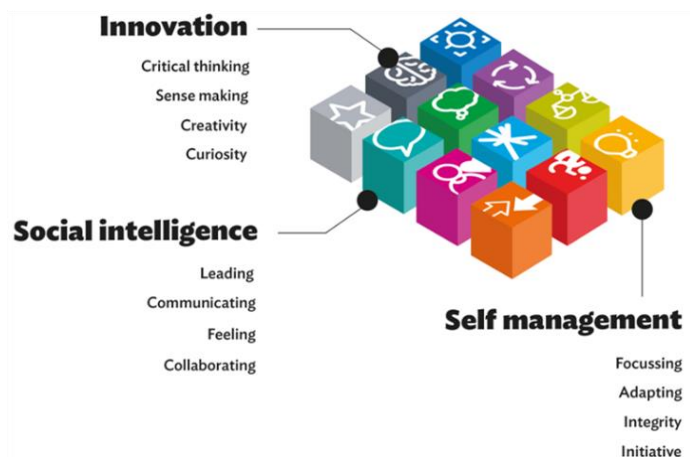 Innovation
Critical thinking
Sense making
Creativity
Curiosity
Social intelligence
Leading
Communicating
Feeling
Collaborating
Self management
Focussing
Adapting
Integrity
Initiative